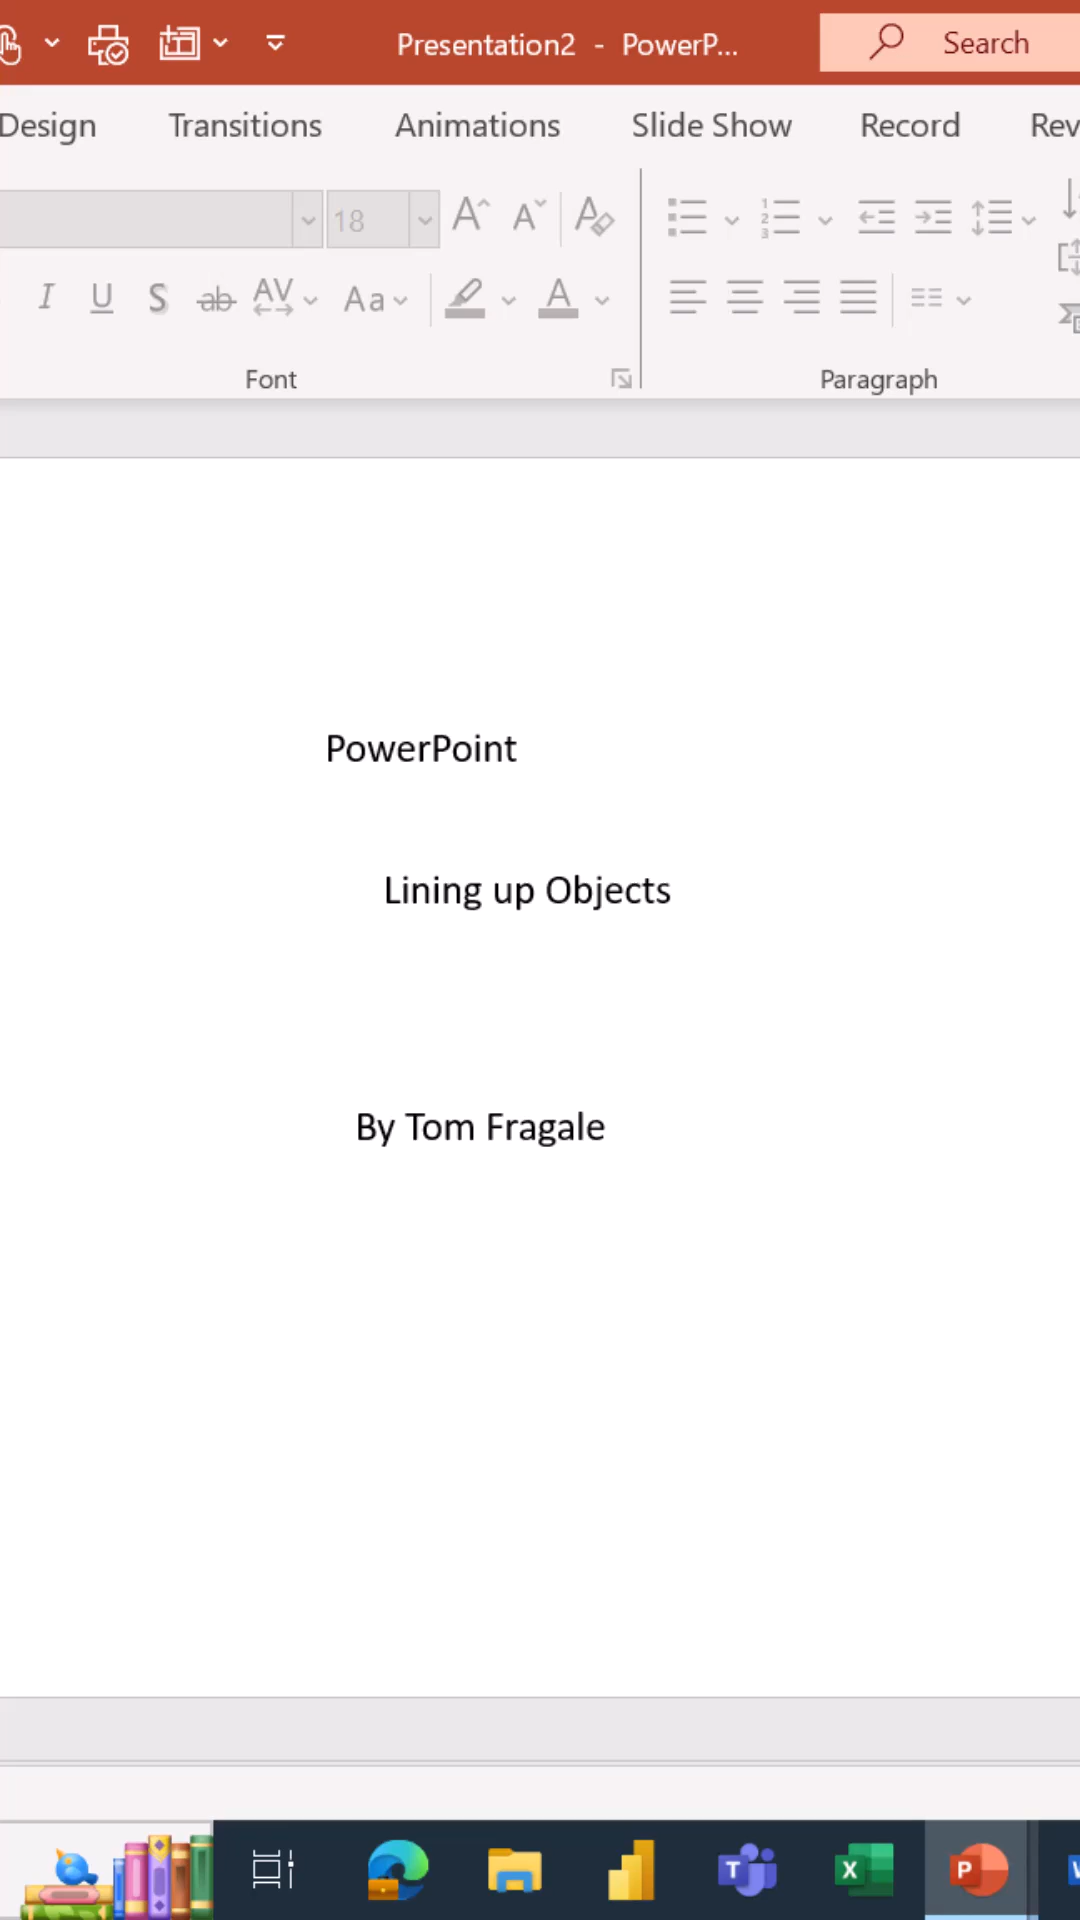 Presentation2 - PowerP...
Search
Design Transitions Animations Slide Show Record Rev
18
Font
Paragraph
PowerPoint
Lining up Objects
By Tom Fragale